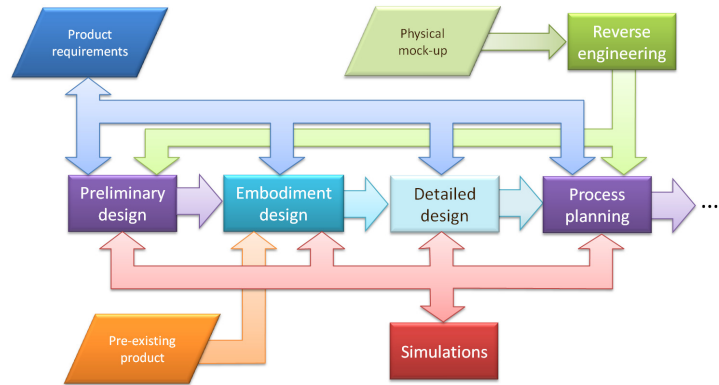 Product
requirements
Physical
mock-up
Reverse
engineering
Preliminary
design
Embodiment
design
Detailed
design
Process
planning
...
Pre-existing
product
Simulations